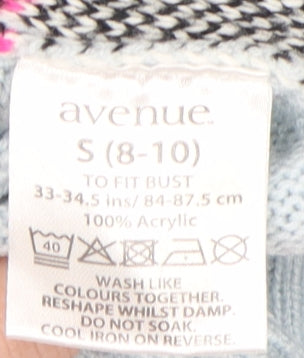 avenue
S (8-10)
TO FIT BUST
33-34.5 ins/ 84-87.5 cm
100% Acrylic
40
WASH LIKE
COLOURS TOGETHER.
RESHAPE WHILST DAMP.
DO NOT SOAK.
COOL IRON ON REVERSE.